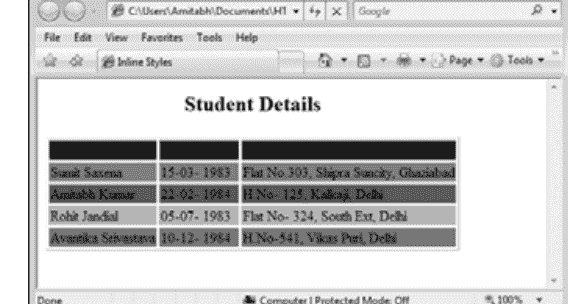 C:\Users\Amitabh\Documents\HT
Google
File Edit View Favorites Tools Help
Inline Styles
Page Tools
Student Details
Sumit Saxena 15-03- 1983 Flat No.303, Shipra Suncity, Ghaziabad
Amitabh Kumar 22-02- 1984 H.No- 125, Kalkaji, Delhi
Rohit Jandial 05-07- 1983 Flat No- 324, South Ext, Delhi
Avantika Srivastava 10-12- 1984 H.No-541, Vikas Puri, Delhi
Done Computer | Protected Mode: Off 100%